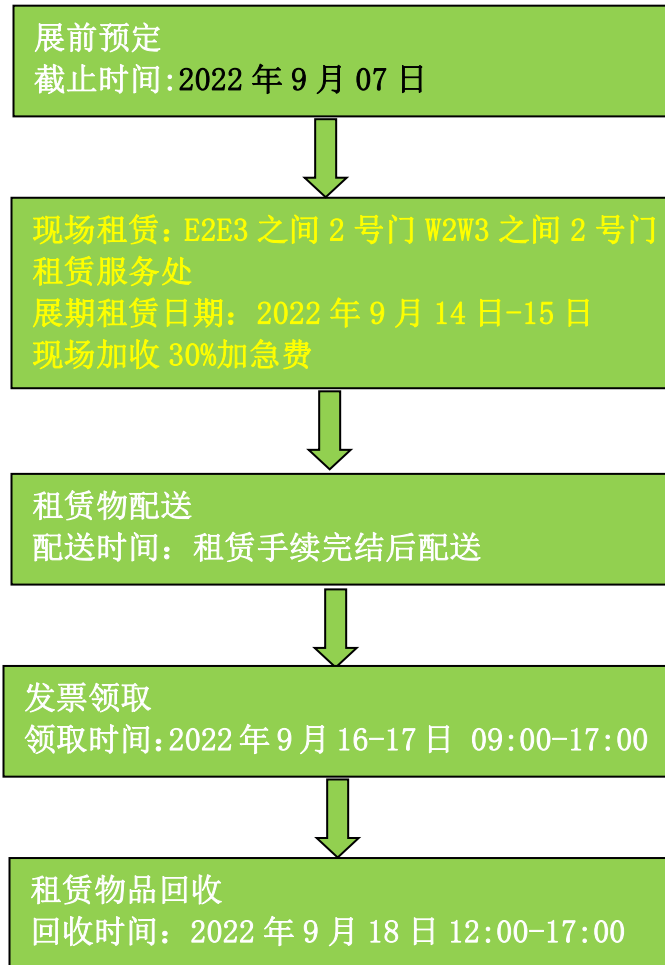 展前预定
截止时间:2022 年 9 月 07 日
现场租赁: E2E3 之间 2 号门 W2W3 之间 2 号门
租赁服务处
展期租赁日期: 2022 年 9 月 14 日-15 日
现场加收 30%加急费
租赁物配送
配送时间: 租赁手续完结后配送
发票领取
领取时间:2022 年 9 月 16-17 日 09:00-17:00
租赁物品回收
回收时间: 2022 年 9 月 18 日 12:00-17:00